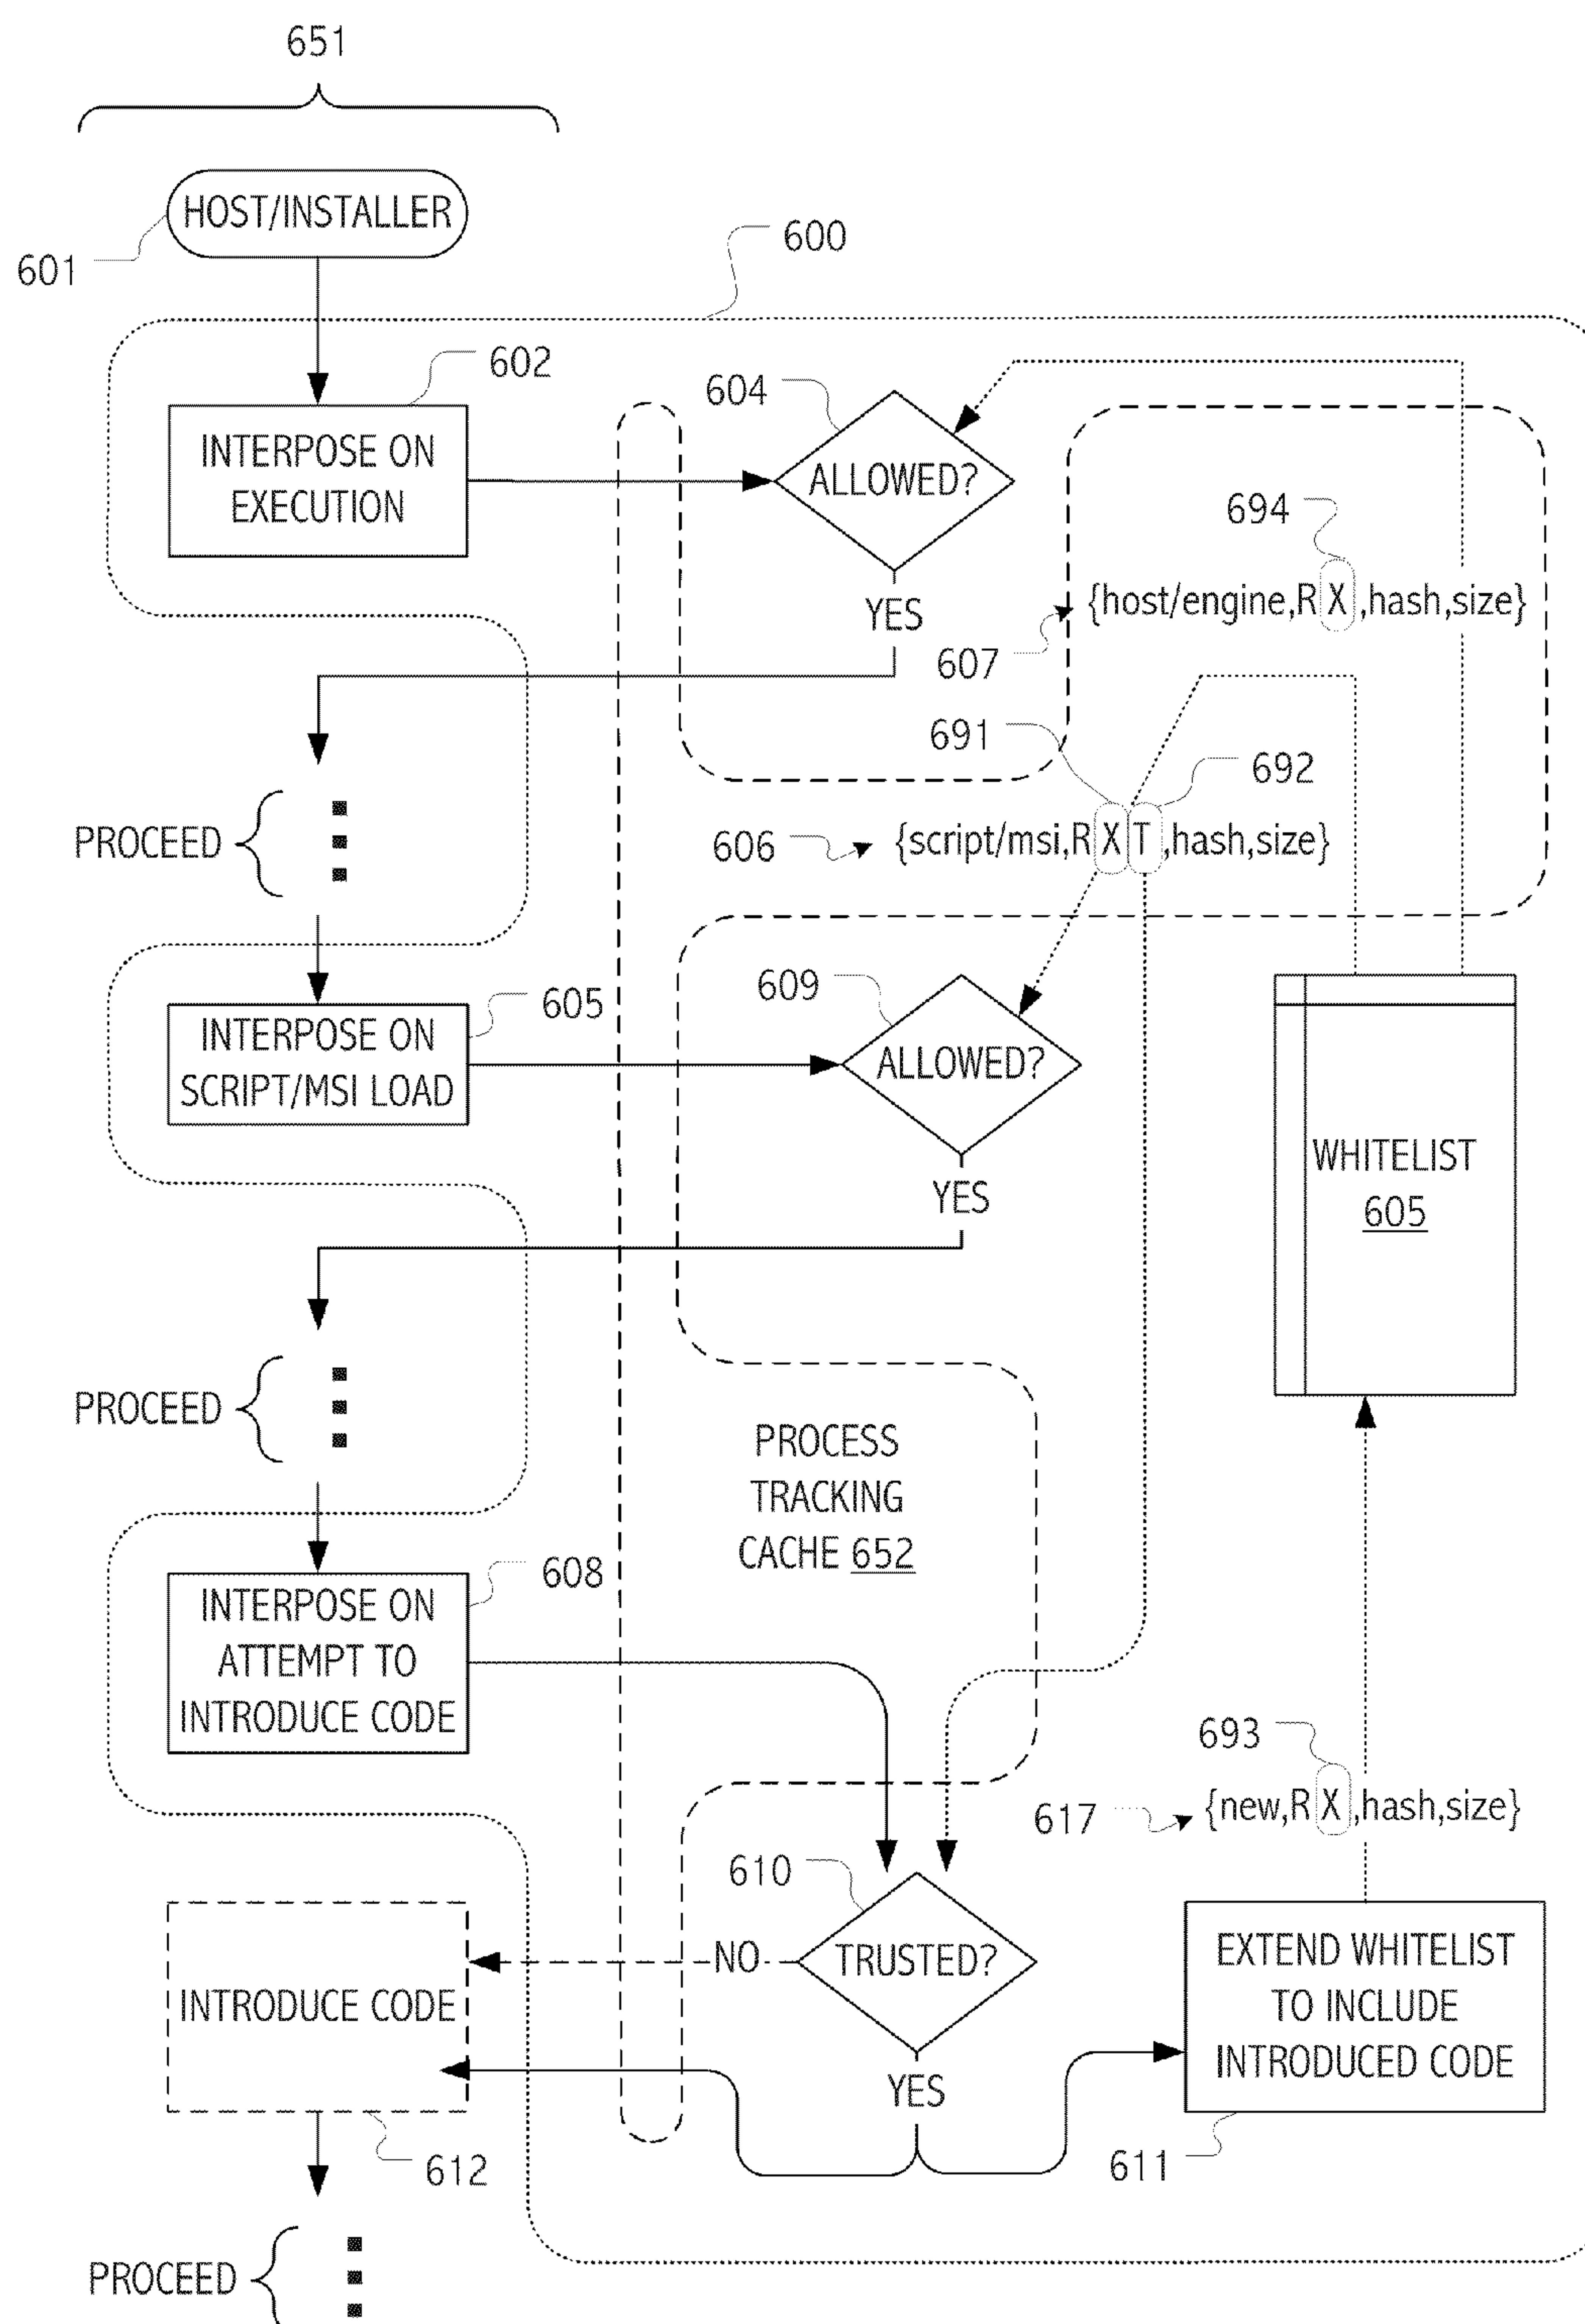 651
HOST/INSTALLER
601
600
602
604
INTERPOSE ON
EXECUTION
ALLOWED?
YES
694
{host/engine,R X ,hash,size}
607
691
692
PROCEED
606
{script/msi,R X T ,hash,size}
609
605
INTERPOSE ON
SCRIPT/MSI LOAD
ALLOWED?
YES
WHITELIST
605
PROCEED
PROCESS
TRACKING
CACHE 652
608
INTERPOSE ON
ATTEMPT TO
INTRODUCE CODE
693
617
{new,R X ,hash,size}
610
TRUSTED?
NO
YES
INTRODUCE CODE
EXTEND WHITELIST
TO INCLUDE
INTRODUCED CODE
612
611
PROCEED